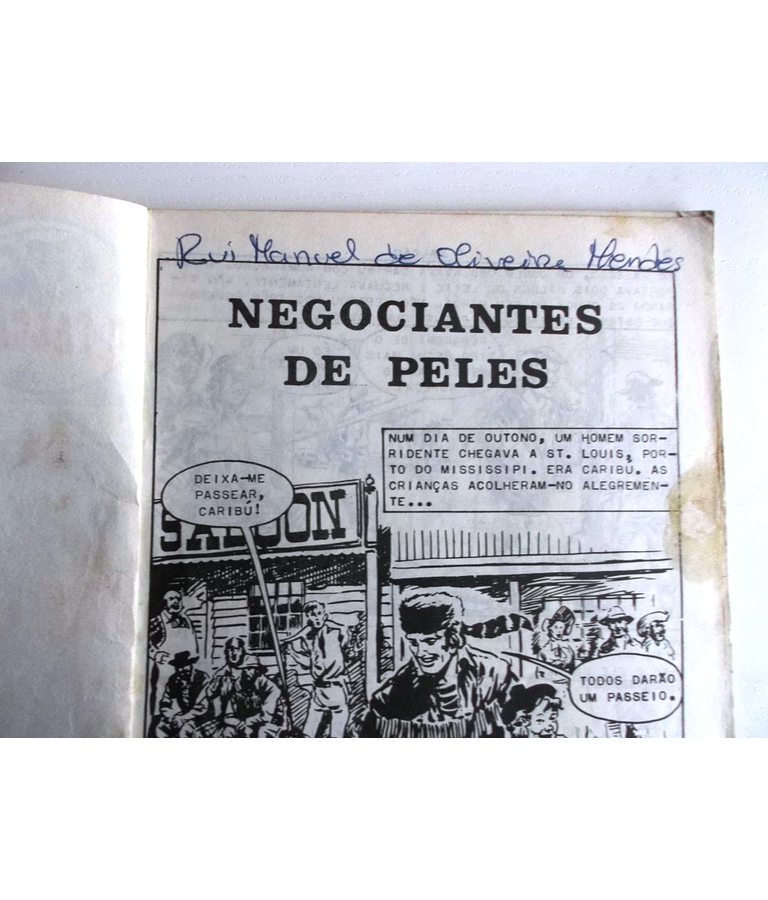 Rui Manuel de Oliveira Mendes
NEGOCIANTES
DE PELES
NUM DIA DE OUTONO, UM HOMEM SOR-
RIDENTE CHEGAVA A ST. LOUIS, POR-
TO DO MISSISSIPI. ERA CARIBU. AS
CRIANÇAS ACOLHERAM-NO ALEGREMEN-
TE...
DEIXA-ME
PASSEAR,
CARIBÚ!
SALOON
TODOS DARÃO
UM PASSEIO.